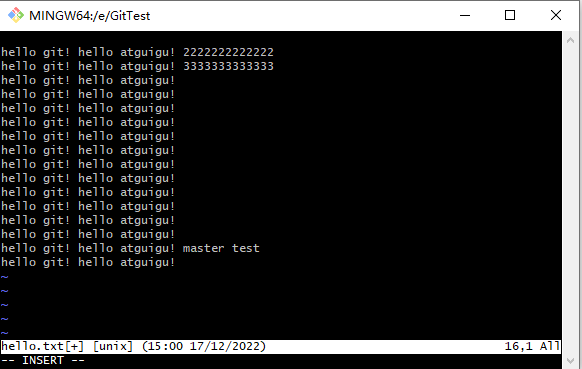 MINGW64:/e/GitTest
hello git! hello atguigu! 2222222222222
hello git! hello atguigu! 3333333333333
hello git! hello atguigu!
hello git! hello atguigu!
hello git! hello atguigu!
hello git! hello atguigu!
hello git! hello atguigu!
hello git! hello atguigu!
hello git! hello atguigu!
hello git! hello atguigu!
hello git! hello atguigu!
hello git! hello atguigu!
hello git! hello atguigu!
hello git! hello atguigu!
hello git! hello atguigu! master test
hello git! hello atguigu!
~
~
~
~
~
hello.txt[+] [unix] (15:00 17/12/2022) 16,1 All
-- INSERT --